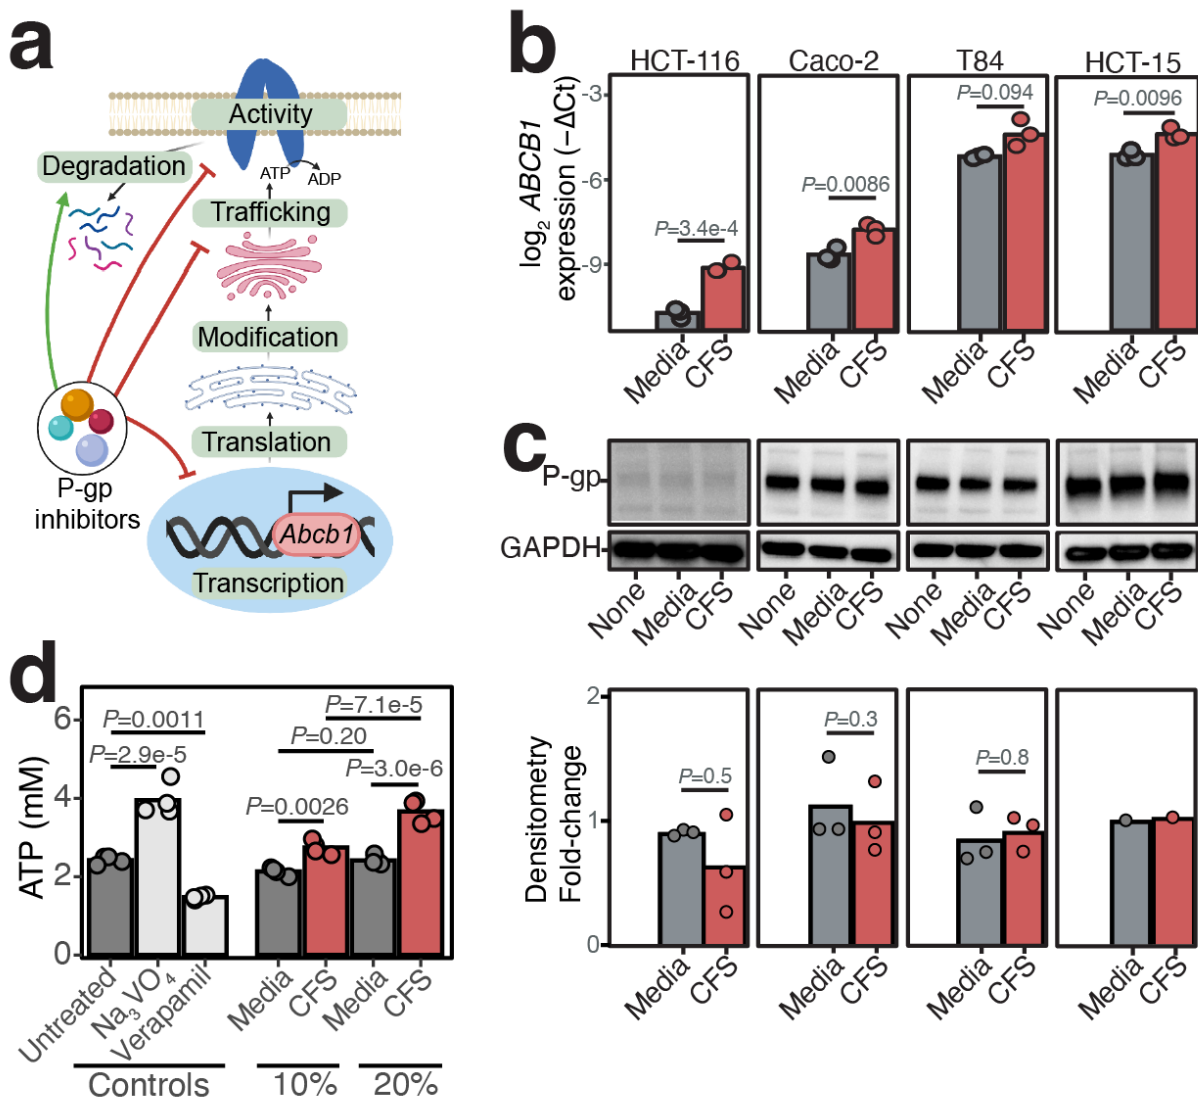 a
Activity
Degradation
ATP
ADP
Trafficking
Modification
Translation
P-gp
inhibitors
Abcb1
Transcription
b
HCT-116
Caco-2
T84
HCT-15
log2 ABCB1
expression (−ΔCt)
-3
-6
-9
P=3.4e-4
P=0.0086
P=0.094
P=0.0096
Media
CFS
Media
CFS
Media
CFS
Media
CFS
c
P-gp
GAPDH
None
Media
CFS
None
Media
CFS
None
Media
CFS
None
Media
CFS
Densitometry
Fold-change
2
1
0
P=0.5
P=0.3
P=0.8
Media
CFS
Media
CFS
Media
CFS
Media
CFS
d
ATP (mM)
6
4
2
0
P=0.0011
P=2.9e-5
P=7.1e-5
P=0.20
P=3.0e-6
P=0.0026
Untreated
Na3VO4
Verapamil
Media
CFS
Media
CFS
Controls
10%
20%